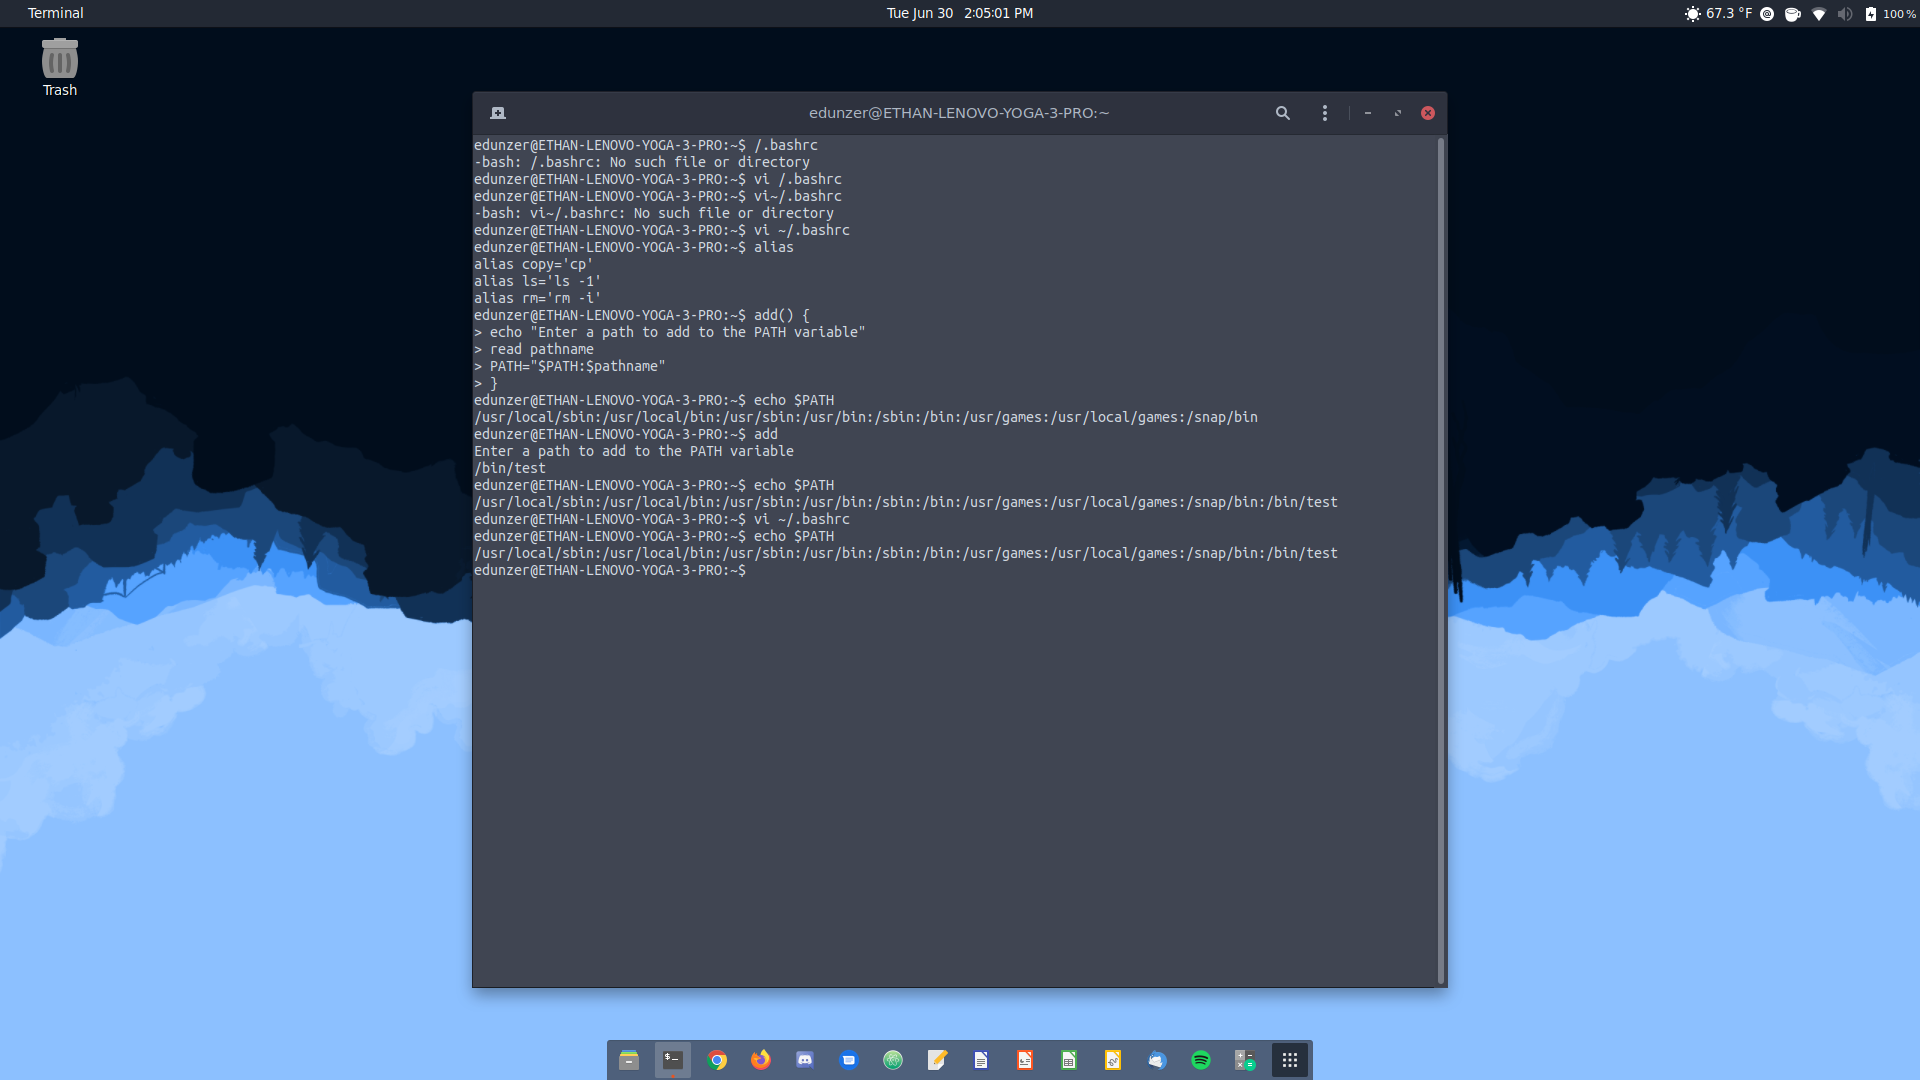 Terminal
Tue Jun 30 2:05:01 PM
67.3 °F
100 %
Trash
edunzer@ETHAN-LENOVO-YOGA-3-PRO:~
edunzer@ETHAN-LENOVO-YOGA-3-PRO:~$ /.bashrc
-bash: /.bashrc: No such file or directory
edunzer@ETHAN-LENOVO-YOGA-3-PRO:~$ vi /.bashrc
edunzer@ETHAN-LENOVO-YOGA-3-PRO:~$ vi~/.bashrc
-bash: vi~/.bashrc: No such file or directory
edunzer@ETHAN-LENOVO-YOGA-3-PRO:~$ vi ~/.bashrc
edunzer@ETHAN-LENOVO-YOGA-3-PRO:~$ alias
alias copy='cp'
alias ls='ls -1'
alias rm='rm -i'
edunzer@ETHAN-LENOVO-YOGA-3-PRO:~$ add() {
> echo "Enter a path to add to the PATH variable"
> read pathname
> PATH="$PATH:$pathname"
> }
edunzer@ETHAN-LENOVO-YOGA-3-PRO:~$ echo $PATH
/usr/local/sbin:/usr/local/bin:/usr/sbin:/usr/bin:/sbin:/bin:/usr/games:/usr/local/games:/snap/bin
edunzer@ETHAN-LENOVO-YOGA-3-PRO:~$ add
Enter a path to add to the PATH variable
/bin/test
edunzer@ETHAN-LENOVO-YOGA-3-PRO:~$ echo $PATH
/usr/local/sbin:/usr/local/bin:/usr/sbin:/usr/bin:/sbin:/bin:/usr/games:/usr/local/games:/snap/bin:/bin/test
edunzer@ETHAN-LENOVO-YOGA-3-PRO:~$ vi ~/.bashrc
edunzer@ETHAN-LENOVO-YOGA-3-PRO:~$ echo $PATH
/usr/local/sbin:/usr/local/bin:/usr/sbin:/usr/bin:/sbin:/bin:/usr/games:/usr/local/games:/snap/bin:/bin/test
edunzer@ETHAN-LENOVO-YOGA-3-PRO:~$